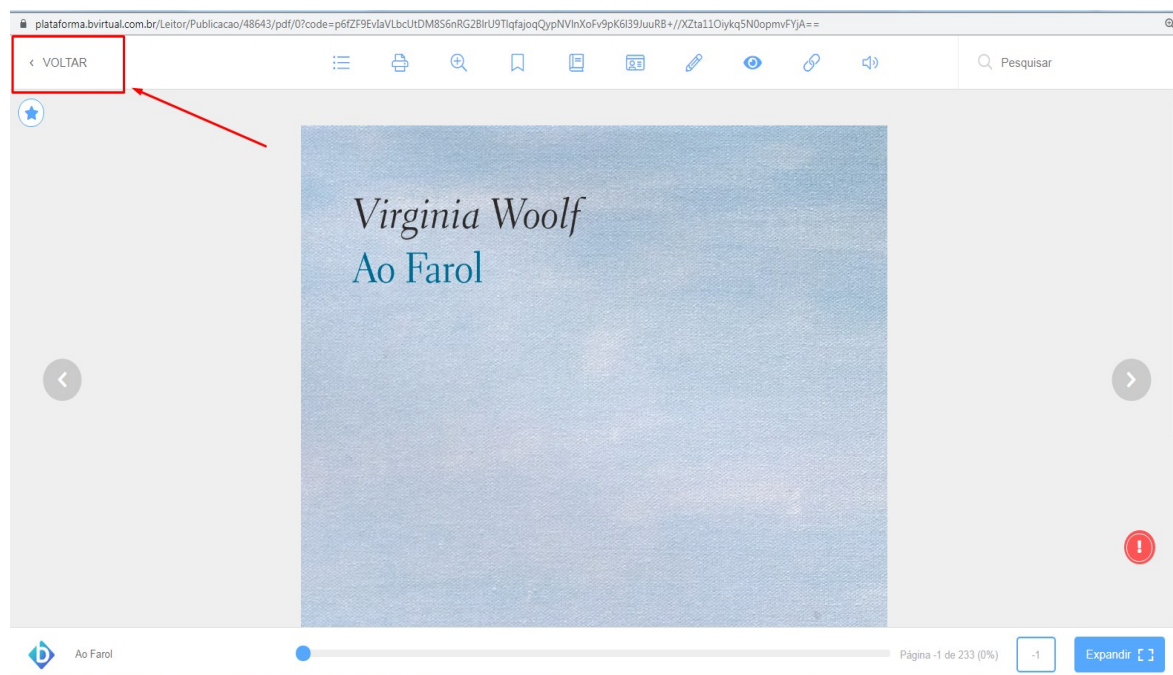 plataforma.bvirtual.com.br/Leitor/Publicacao/48643/pdf/0?code=p6fZF9EvIaVLbcUtDM8S6nRG2BlrU9TlqfajoqQypNVlnXoFv9pK6I39JuuRB+//XZta11Oiykq5N0opmvFYjA==
VOLTAR
Pesquisar
Virginia Woolf
Ao Farol
Ao Farol
Página -1 de 233 (0%)
-1
Expandir